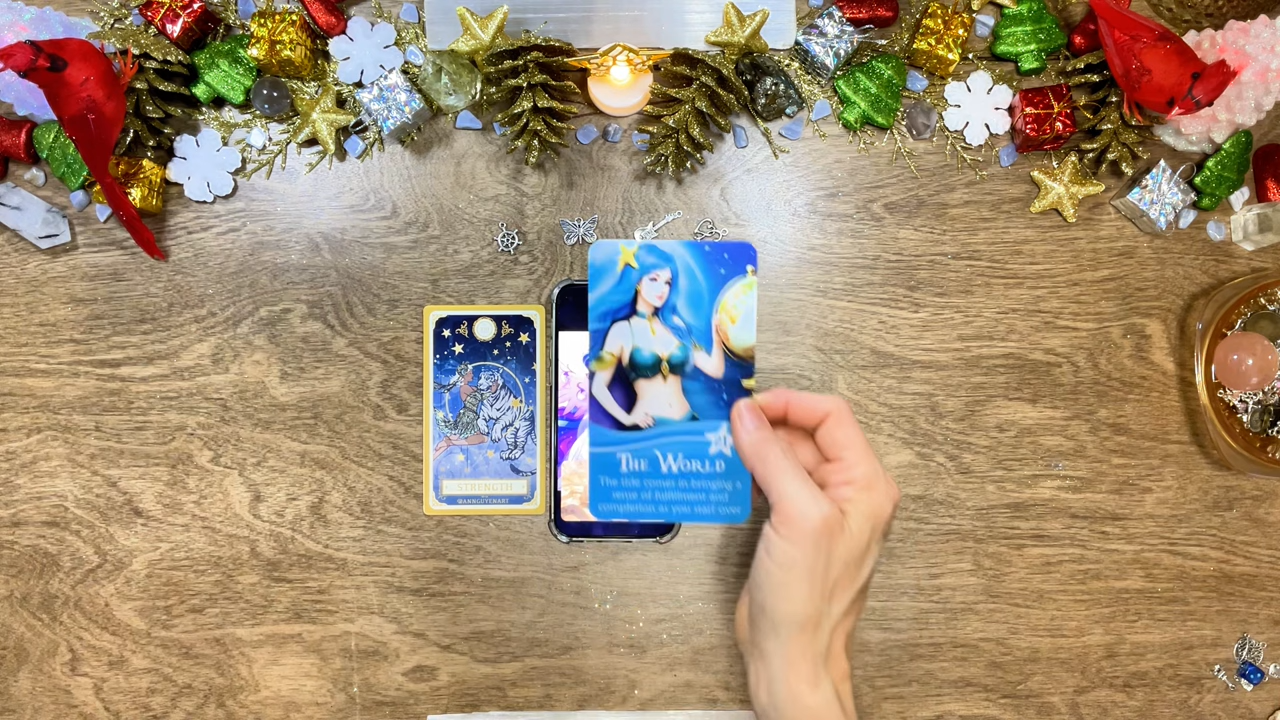 STRENGTH
@ANNGUYENART
THE WORLD
The tide comes in bringing a
sense of fulfillment and
completion as you start over